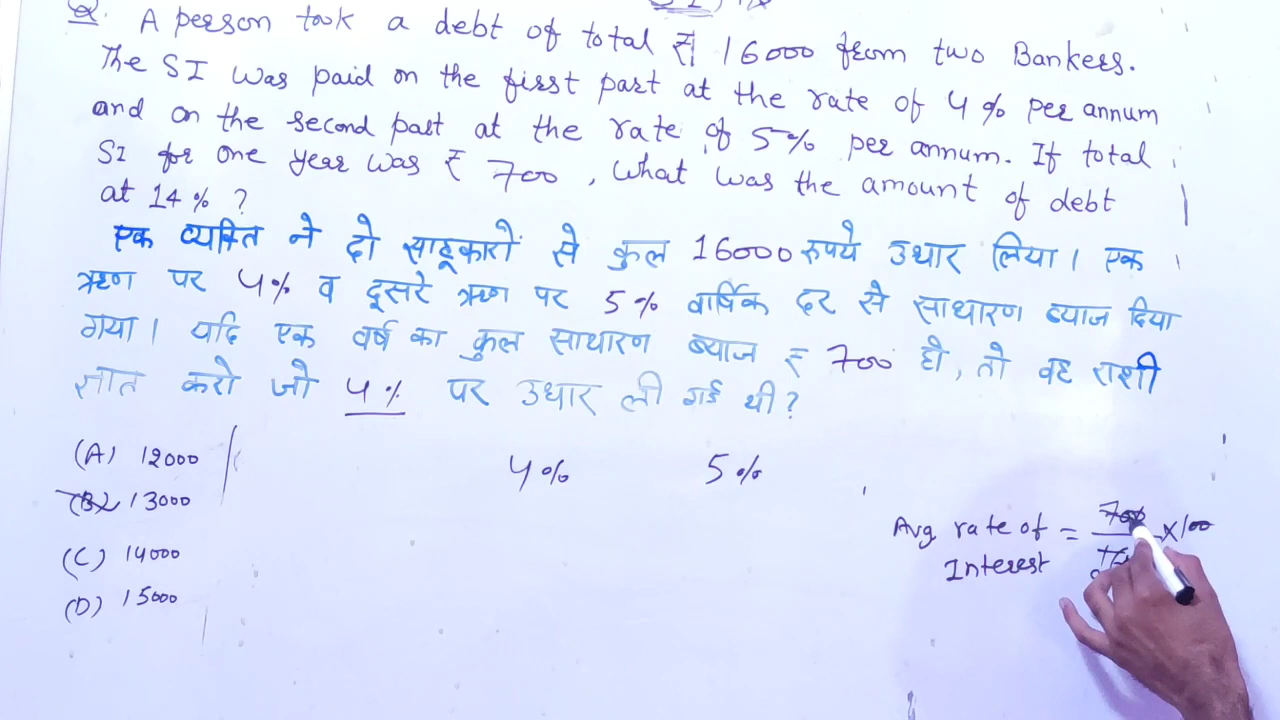 Q. A person took a debt of total ₹ 16000 from two Bankers.
The SI was paid on the first part at the rate of 4% per annum
and on the second part at the rate of 5% per annum. If total
SI for one year was ₹ 700, what was the amount of debt
at 14%?
एक व्यक्ति ने दो साहूकारों से कुल 16000 रुपये उधार लिया। एक
ऋण पर 4% व दूसरे ऋण पर 5% वार्षिक दर से साधारण ब्याज दिया
गया। यदि एक वर्ष का कुल साधारण ब्याज ₹ 700 हो, तो वह राशी
ज्ञात करो जो 4% पर उधार ली गई थी?
(A) 12000
(B) 13000
(C) 14000
(D) 15000
4% 5%
Avg rate of = 700 × 100
Interest